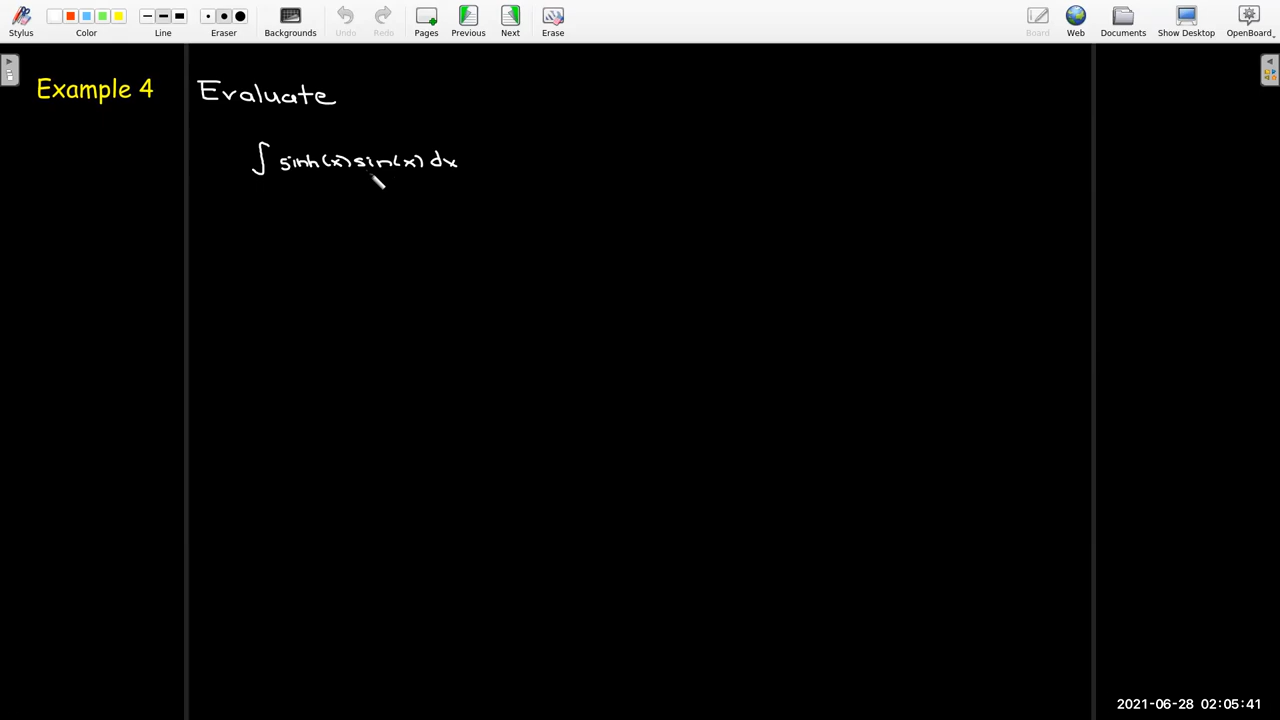 Stylus Color Line Eraser Backgrounds Undo Redo Pages Previous Next Erase Board Web Documents Show Desktop OpenBoard
Example 4 Evaluate
∫ sinh(x) sin(x) dx
2021-06-28 02:05:41